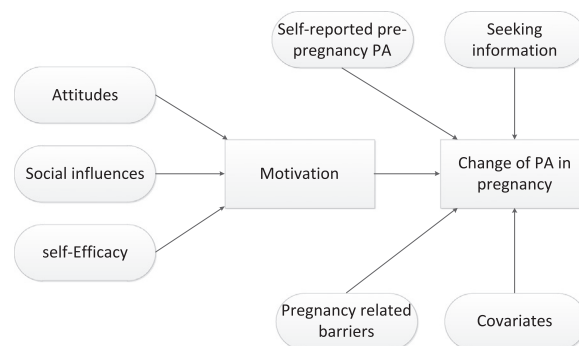 Self-reported pre-
pregnancy PA
Seeking
information
Attitudes
Social influences
Motivation
Change of PA in
pregnancy
self-Efficacy
Pregnancy related
barriers
Covariates